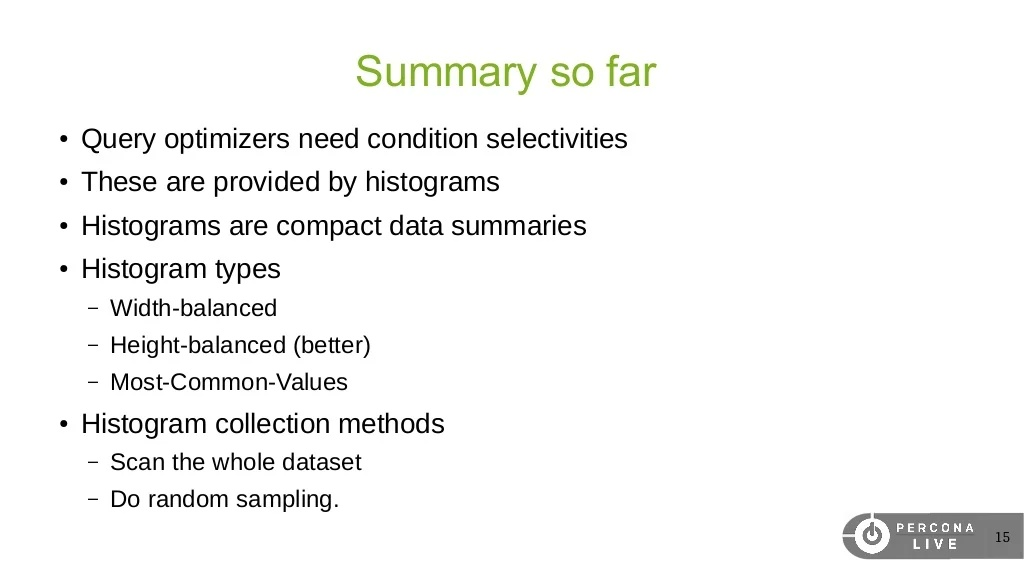 Summary so far
• Query optimizers need condition selectivities
• These are provided by histograms
• Histograms are compact data summaries
• Histogram types
– Width-balanced
– Height-balanced (better)
– Most-Common-Values
• Histogram collection methods
– Scan the whole dataset
– Do random sampling.
PERCONA
LIVE
15